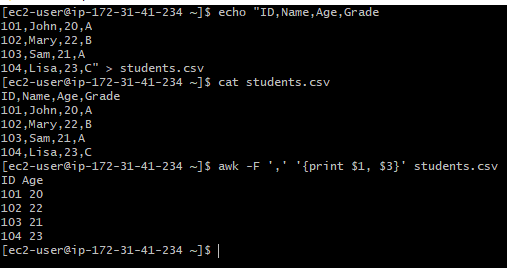 [ec2-user@ip-172-31-41-234 ~]$ echo "ID,Name,Age,Grade
101,John,20,A
102,Mary,22,B
103,Sam,21,A
104,Lisa,23,C" > students.csv
[ec2-user@ip-172-31-41-234 ~]$ cat students.csv
ID,Name,Age,Grade
101,John,20,A
102,Mary,22,B
103,Sam,21,A
104,Lisa,23,C
[ec2-user@ip-172-31-41-234 ~]$ awk -F ',' '{print $1, $3}' students.csv
ID Age
101 20
102 22
103 21
104 23
[ec2-user@ip-172-31-41-234 ~]$